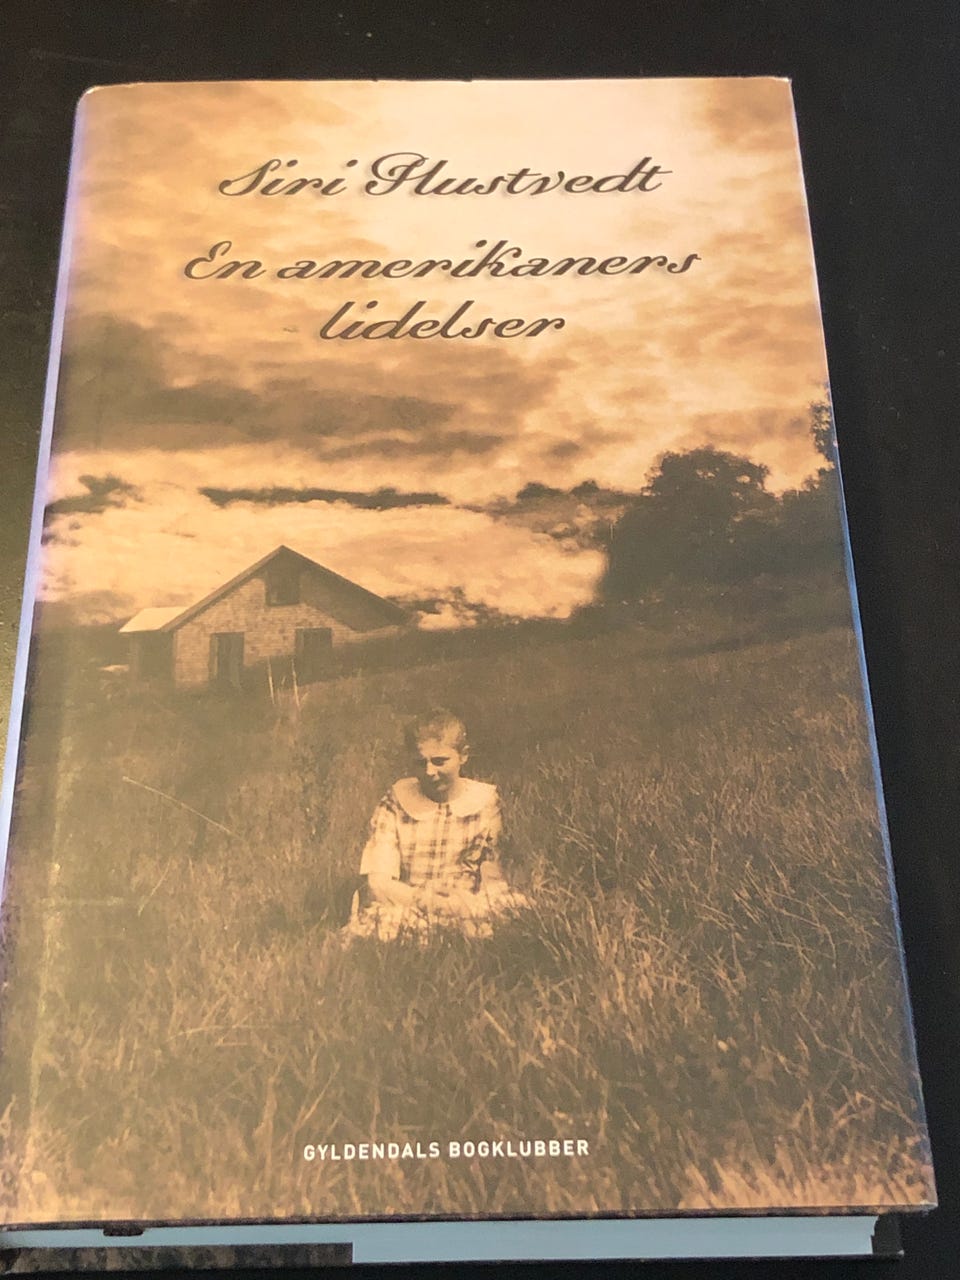 Siri Hustvedt
En amerikaners
lidelser
GYLDENDALS BOGKLUBBER